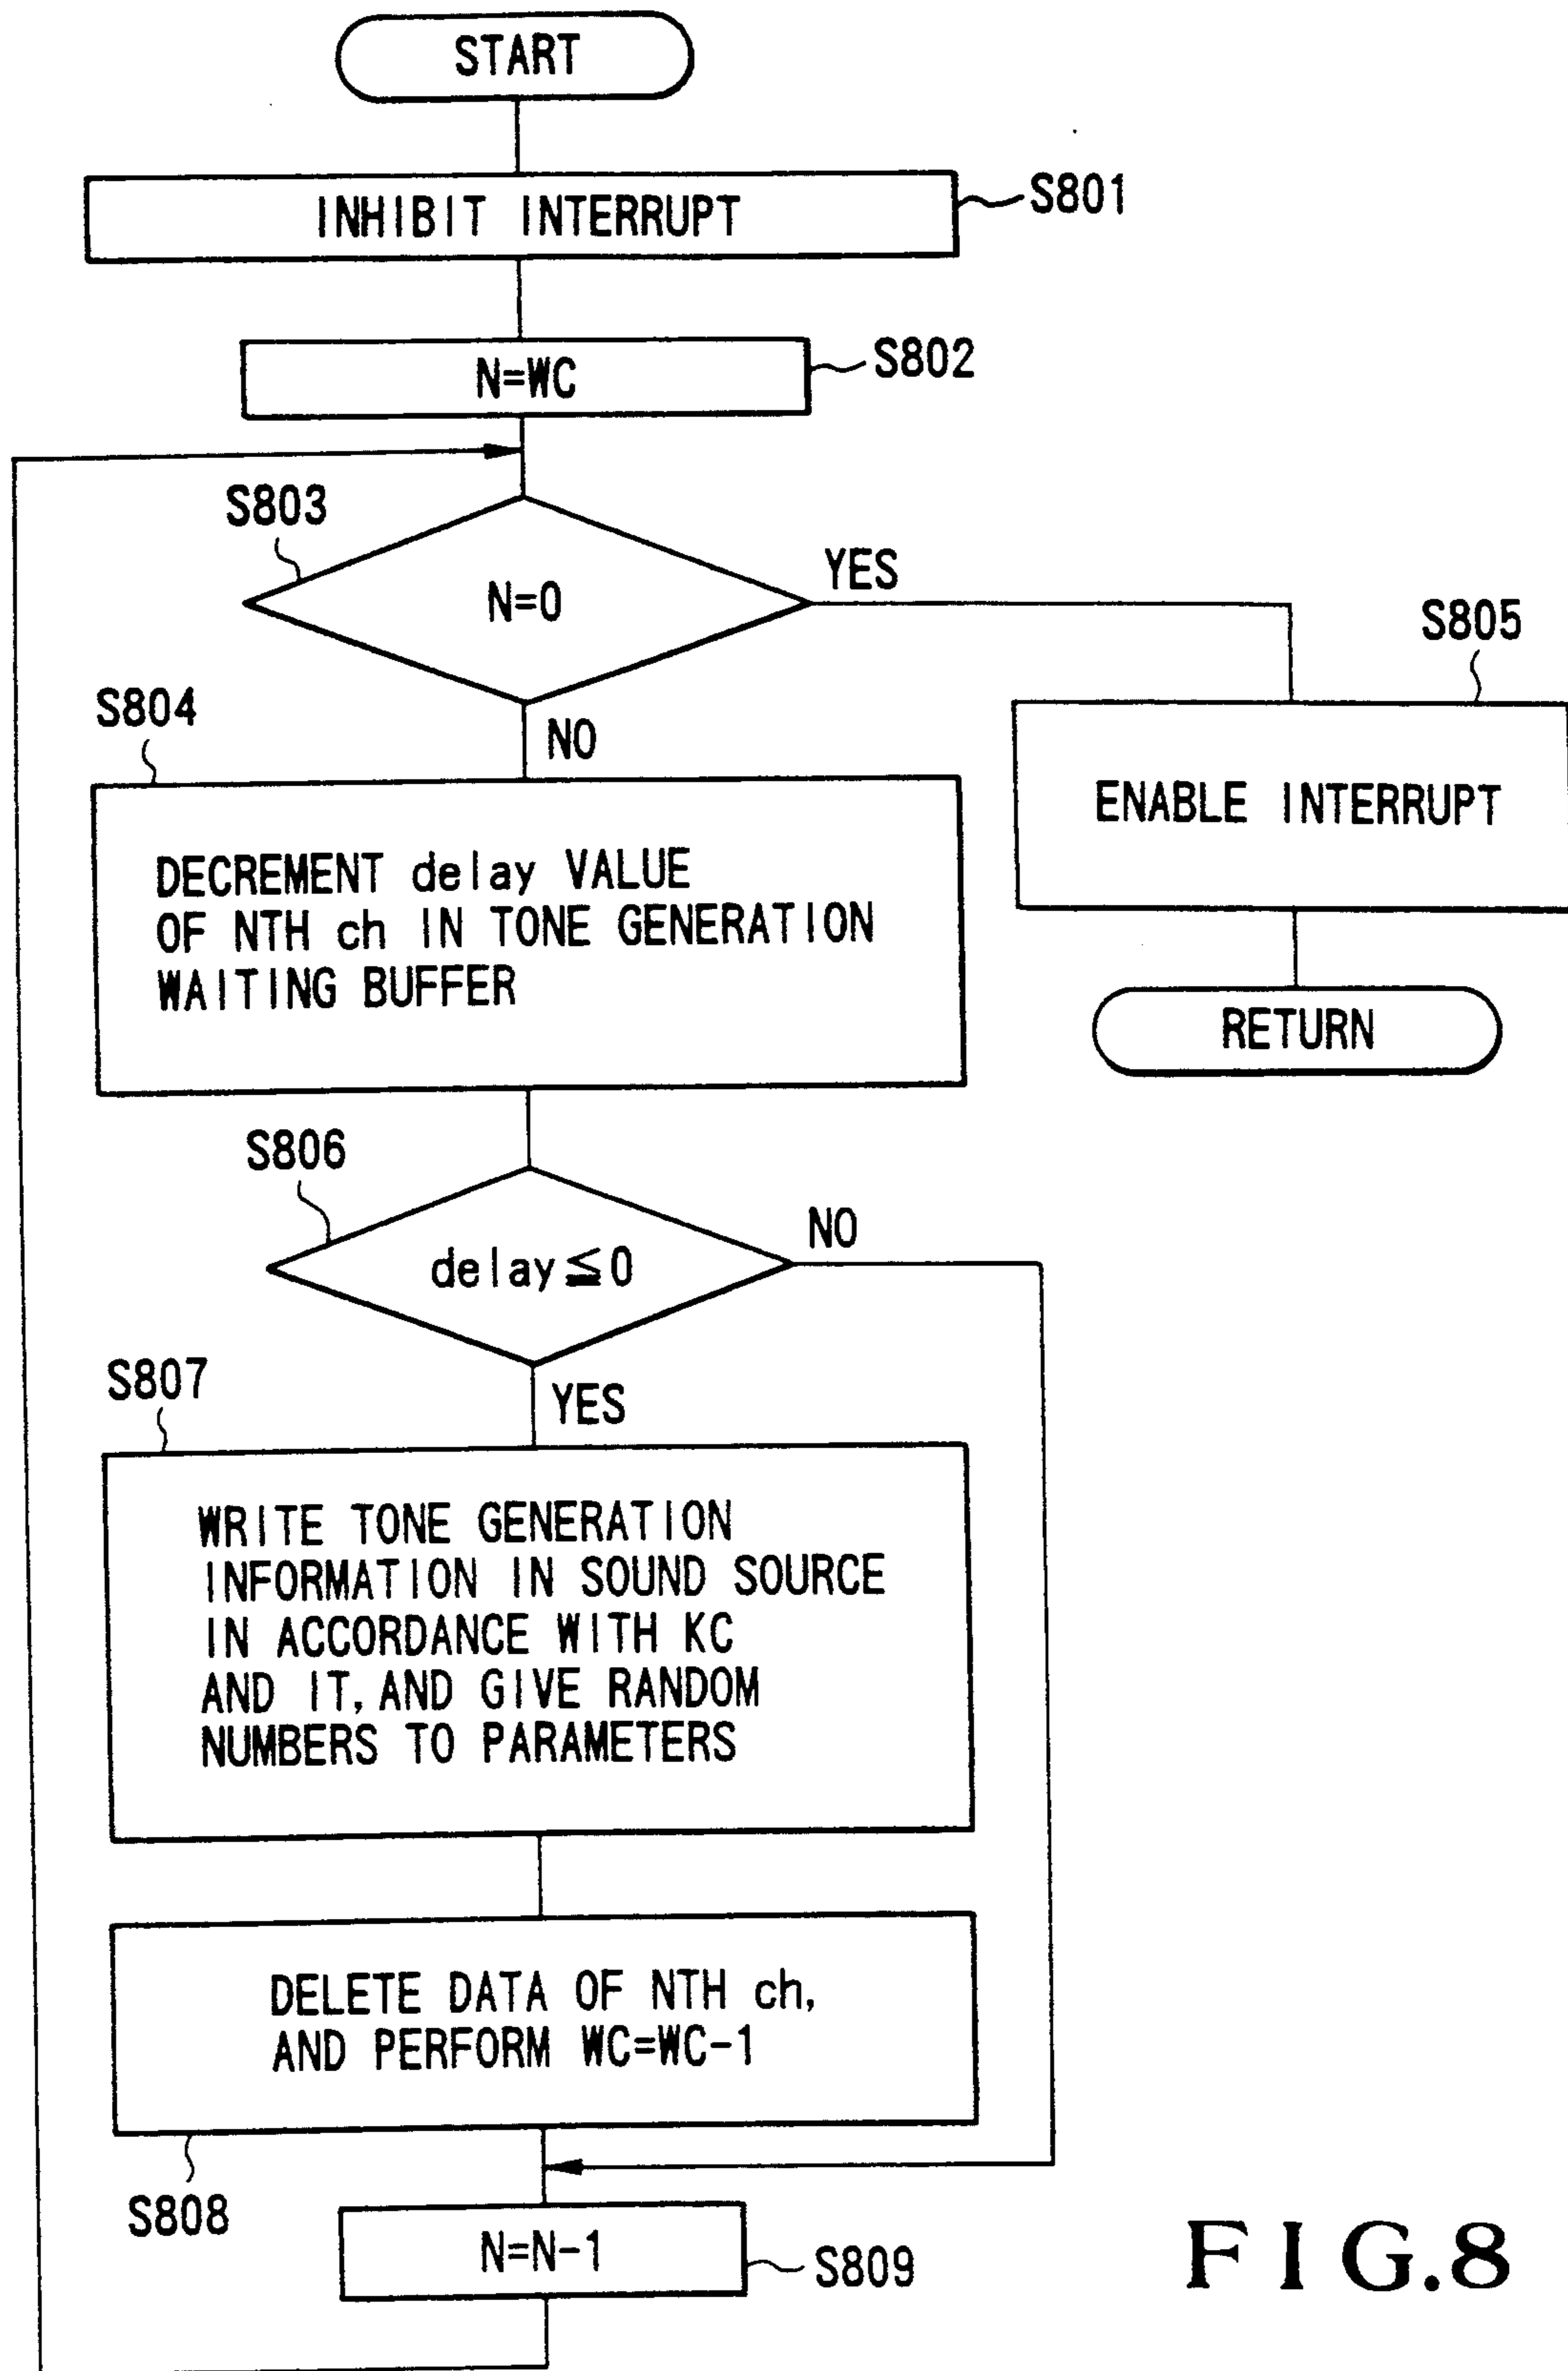 START
INHIBIT INTERRUPT
S801
N=WC
S802
S803
N=0
YES
S805
S804
NO
ENABLE INTERRUPT
DECREMENT delay VALUE
OF NTH ch IN TONE GENERATION
WAITING BUFFER
RETURN
S806
NO
delay≦0
S807
YES
WRITE TONE GENERATION
INFORMATION IN SOUND SOURCE
IN ACCORDANCE WITH KC
AND IT, AND GIVE RANDOM
NUMBERS TO PARAMETERS
DELETE DATA OF NTH ch,
AND PERFORM WC=WC-1
S808
N=N-1
S809
FIG.8